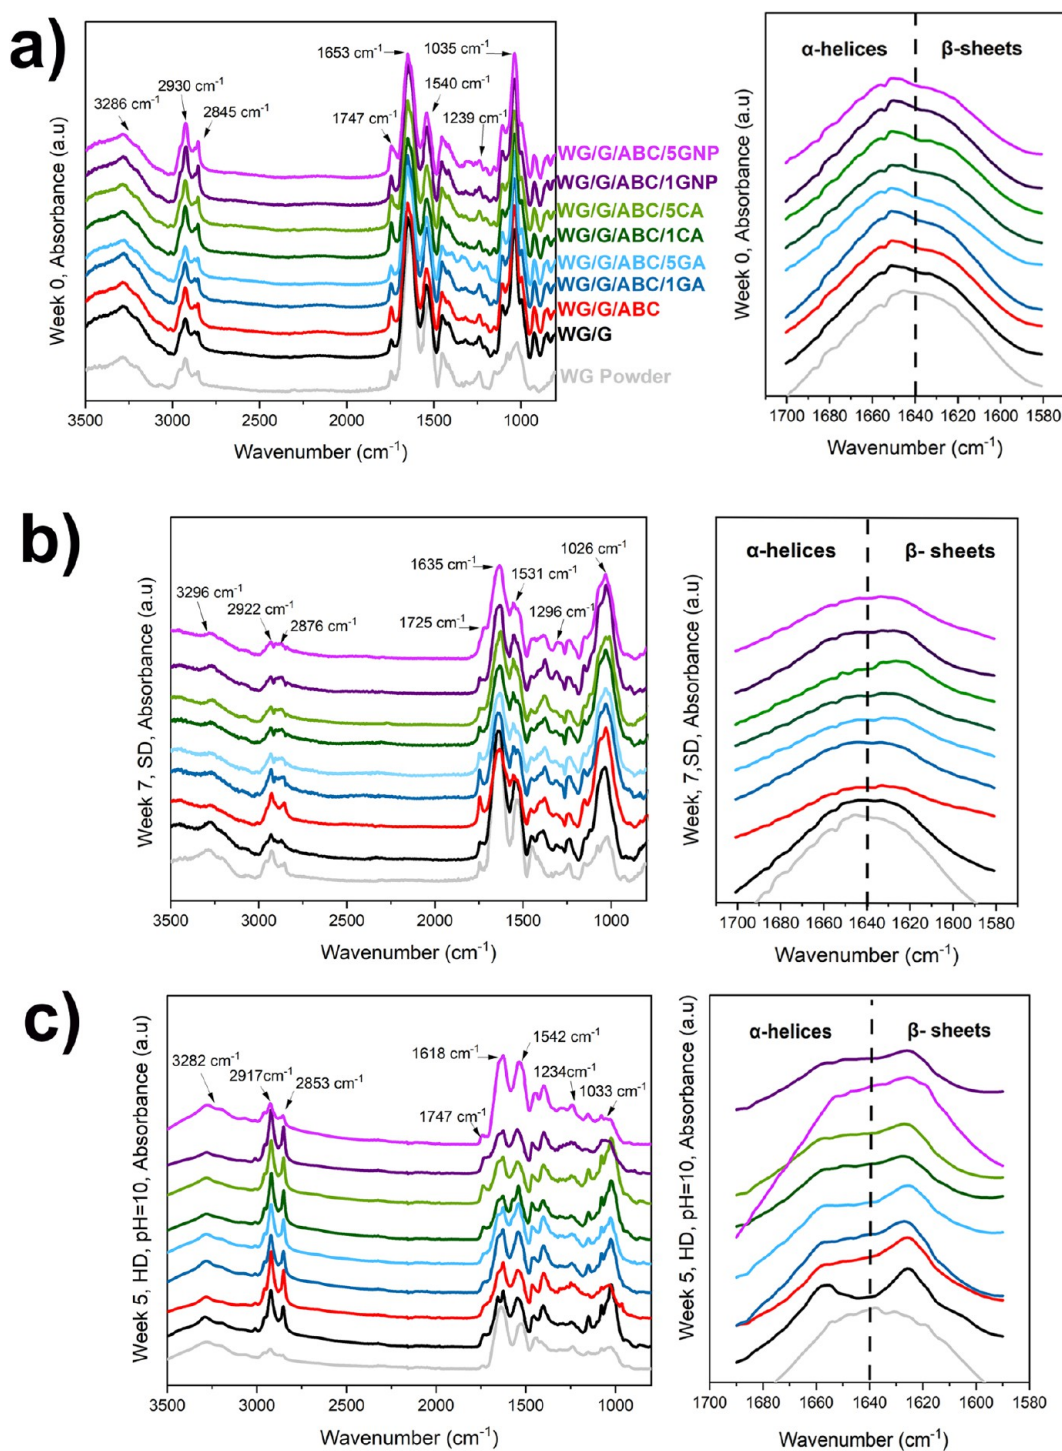 a)
Week 0, Absorbance (a.u)
3286 cm⁻¹
2930 cm⁻¹
2845 cm⁻¹
1653 cm⁻¹
1747 cm⁻¹
1035 cm⁻¹
1540 cm⁻¹
1239 cm⁻¹
WG/G/ABC/5GNP
WG/G/ABC/1GNP
WG/G/ABC/5CA
WG/G/ABC/1CA
WG/G/ABC/5GA
WG/G/ABC/1GA
WG/G/ABC
WG/G
WG Powder
3500 3000 2500 2000 1500 1000
Wavenumber (cm⁻¹)
Week 0, Absorbance (a.u)
α-helices β-sheets
1700 1680 1660 1640 1620 1600 1580
Wavenumber (cm⁻¹)
b)
Week 7, SD, Absorbance (a.u)
3296 cm⁻¹
2922 cm⁻¹
2876 cm⁻¹
1635 cm⁻¹
1725 cm⁻¹
1026 cm⁻¹
1531 cm⁻¹
1296 cm⁻¹
3500 3000 2500 2000 1500 1000
Wavenumber (cm⁻¹)
Week, 7,SD, Absorbance (a.u)
α-helices β- sheets
1700 1680 1660 1640 1620 1600 1580
Wavenumber (cm⁻¹)
c)
Week 5, HD, pH=10, Absorbance (a.u)
3282 cm⁻¹
2917cm⁻¹
2853 cm⁻¹
1618 cm⁻¹
1747 cm⁻¹
1542 cm⁻¹
1234cm⁻¹
1033 cm⁻¹
3500 3000 2500 2000 1500 1000
Wavenumber (cm⁻¹)
Week 5, HD, pH=10, Absorbance (a.u)
α-helices β- sheets
1700 1680 1660 1640 1620 1600 1580
Wavenumber (cm⁻¹)